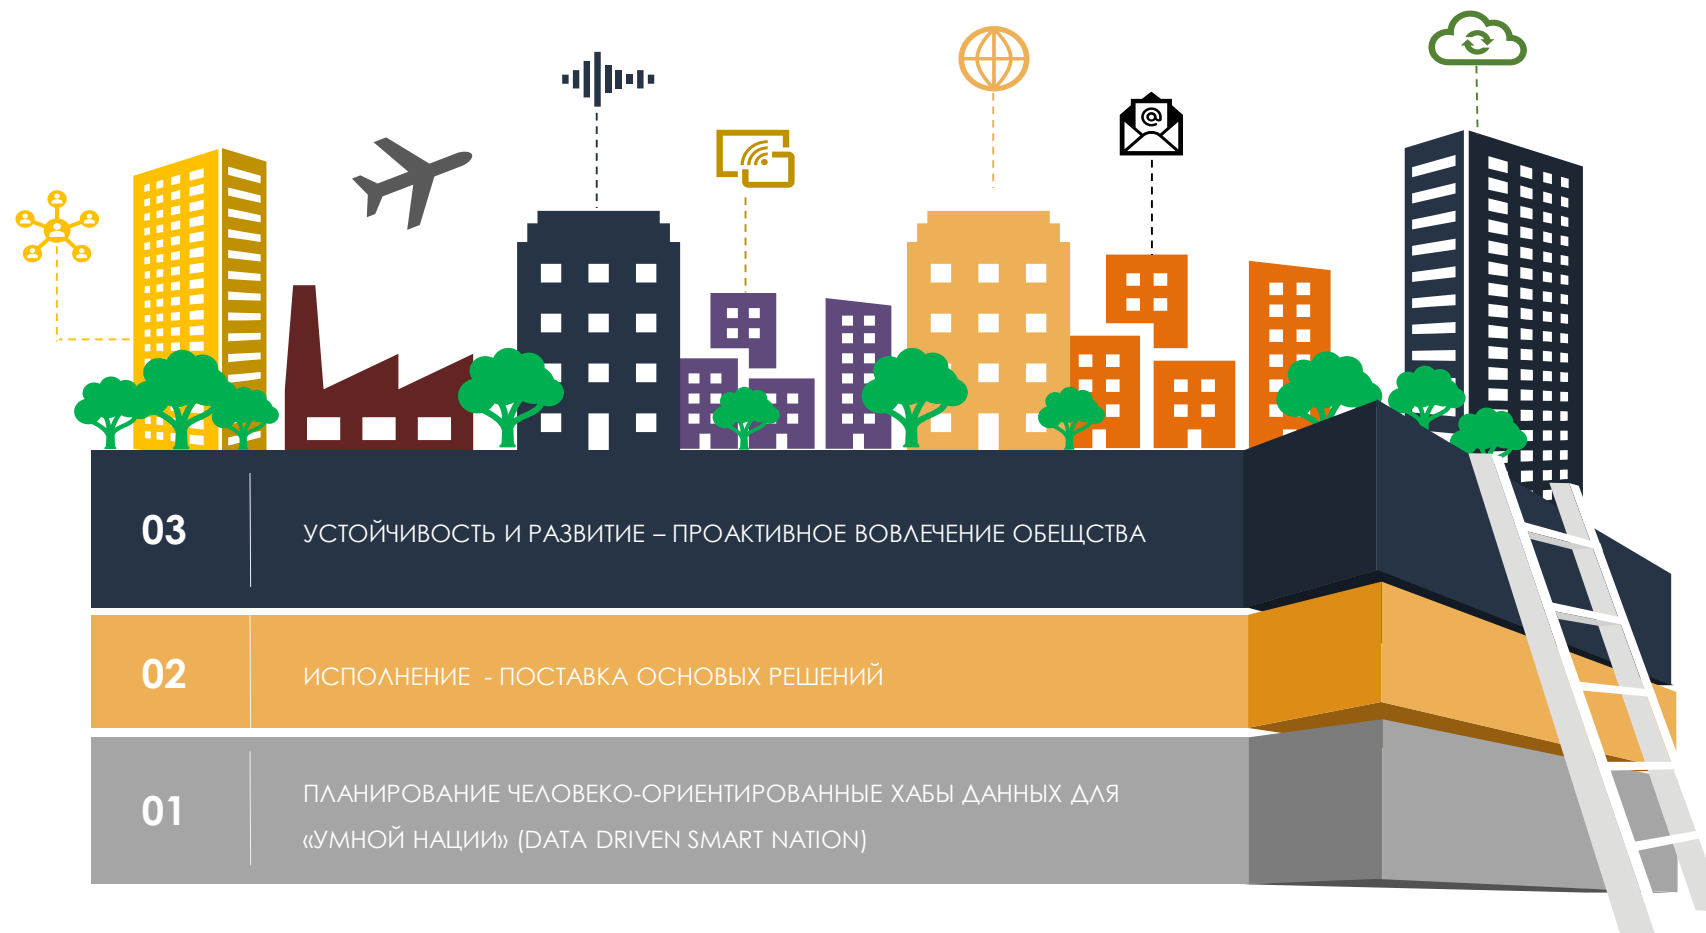 03
УСТОЙЧИВОСТЬ И РАЗВИТИЕ – ПРОАКТИВНОЕ ВОВЛЕЧЕНИЕ ОБЕЩСТВА
02
ИСПОЛНЕНИЕ - ПОСТАВКА ОСНОВЫХ РЕШЕНИЙ
01
ПЛАНИРОВАНИЕ ЧЕЛОВЕКО-ОРИЕНТИРОВАННЫЕ ХАБЫ ДАННЫХ ДЛЯ
«УМНОЙ НАЦИИ» (DATA DRIVEN SMART NATION)